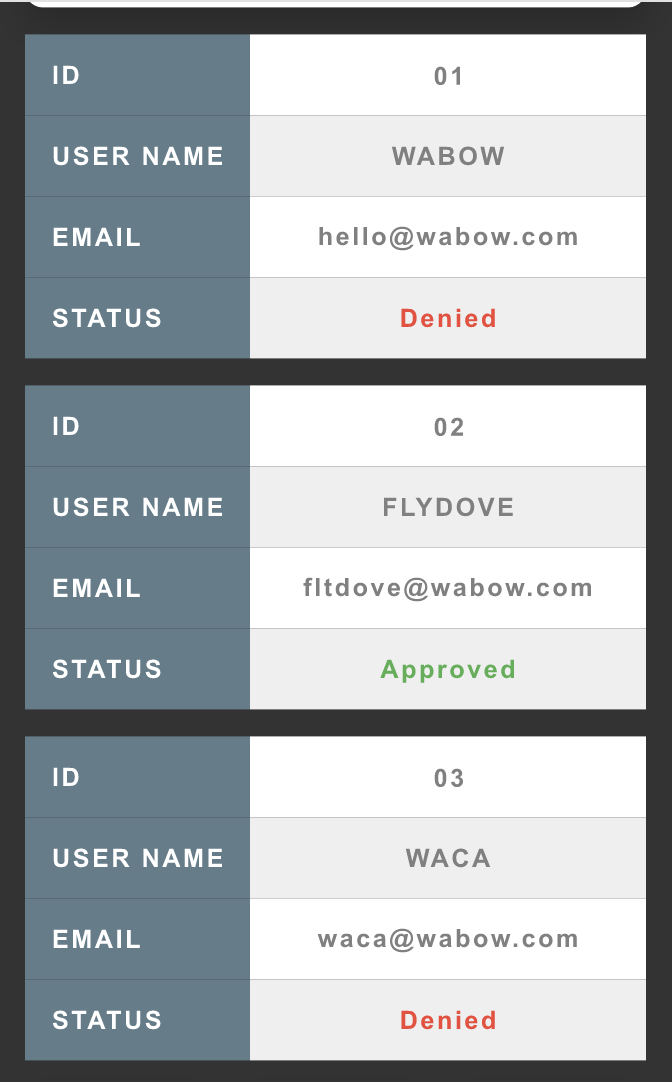 ID 01
USER NAME WABOW
EMAIL hello@wabow.com
STATUS Denied
ID 02
USER NAME FLYDOVE
EMAIL fltdove@wabow.com
STATUS Approved
ID 03
USER NAME WACA
EMAIL waca@wabow.com
STATUS Denied